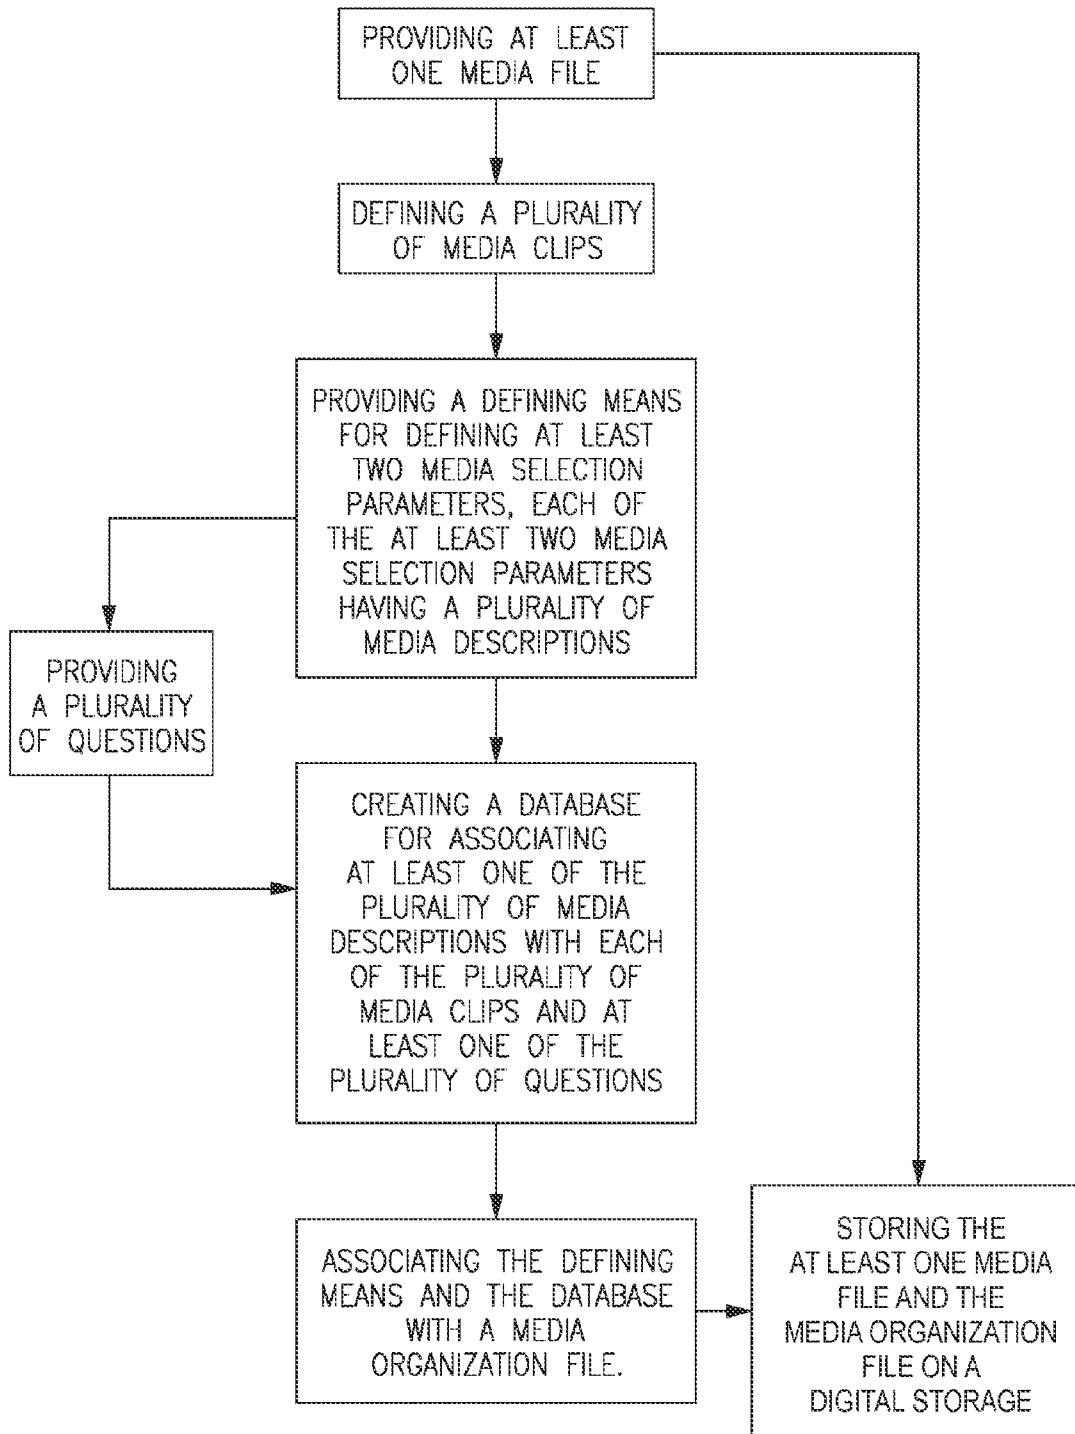 PROVIDING AT LEAST
ONE MEDIA FILE
DEFINING A PLURALITY
OF MEDIA CLIPS
PROVIDING A DEFINING MEANS
FOR DEFINING AT LEAST
TWO MEDIA SELECTION
PARAMETERS, EACH OF
THE AT LEAST TWO MEDIA
SELECTION PARAMETERS
HAVING A PLURALITY OF
MEDIA DESCRIPTIONS
PROVIDING
A PLURALITY
OF QUESTIONS
CREATING A DATABASE
FOR ASSOCIATING
AT LEAST ONE OF THE
PLURALITY OF MEDIA
DESCRIPTIONS WITH EACH
OF THE PLURALITY OF
MEDIA CLIPS AND AT
LEAST ONE OF THE
PLURALITY OF QUESTIONS
ASSOCIATING THE DEFINING
MEANS AND THE DATABASE
WITH A MEDIA
ORGANIZATION FILE.
STORING THE
AT LEAST ONE MEDIA
FILE AND THE
MEDIA ORGANIZATION
FILE ON A
DIGITAL STORAGE